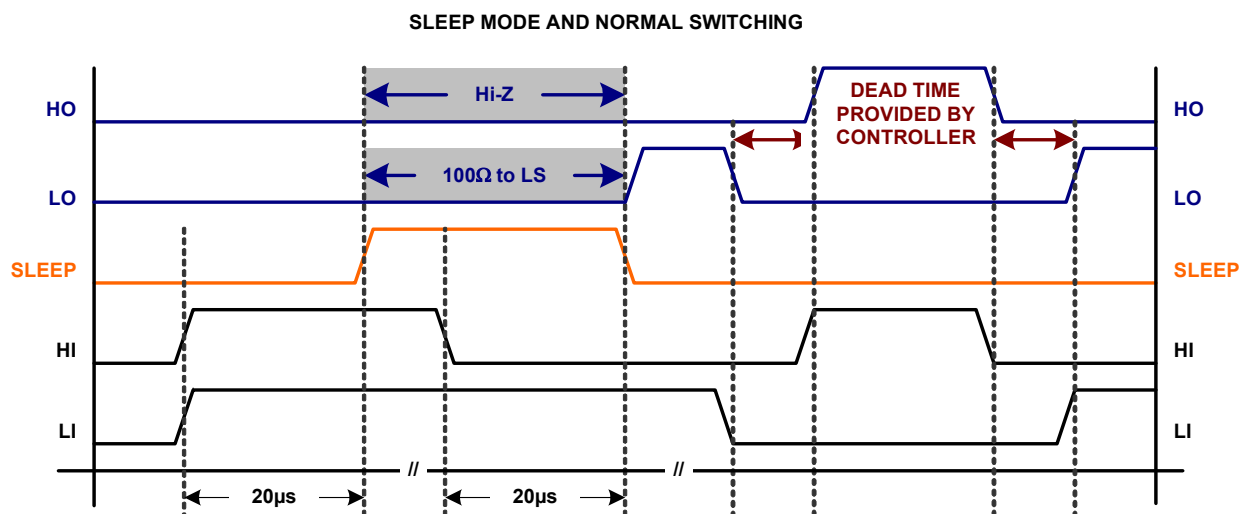 SLEEP MODE AND NORMAL SWITCHING
HO
Hi-Z
DEAD TIME
PROVIDED BY
CONTROLLER
HO
LO
100Ω to LS
LO
SLEEP
SLEEP
HI
HI
LI
LI
//
//
20µs
20µs